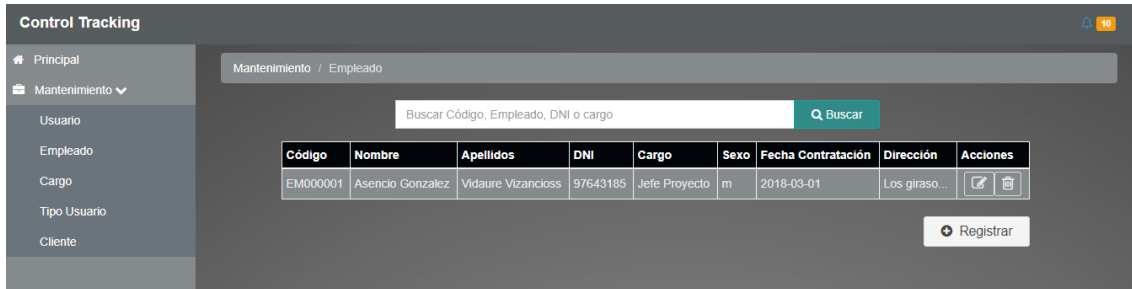 Control Tracking
10
Principal
Mantenimiento
Usuario
Empleado
Cargo
Tipo Usuario
Cliente
Mantenimiento / Empleado
Buscar Código, Empleado, DNI o cargo Buscar
Código Nombre Apellidos DNI Cargo Sexo Fecha Contratación Dirección Acciones
EM000001 Asencio Gonzalez Vidaure Vizancioss 97643185 Jefe Proyecto m 2018-03-01 Los giraso...
Registrar